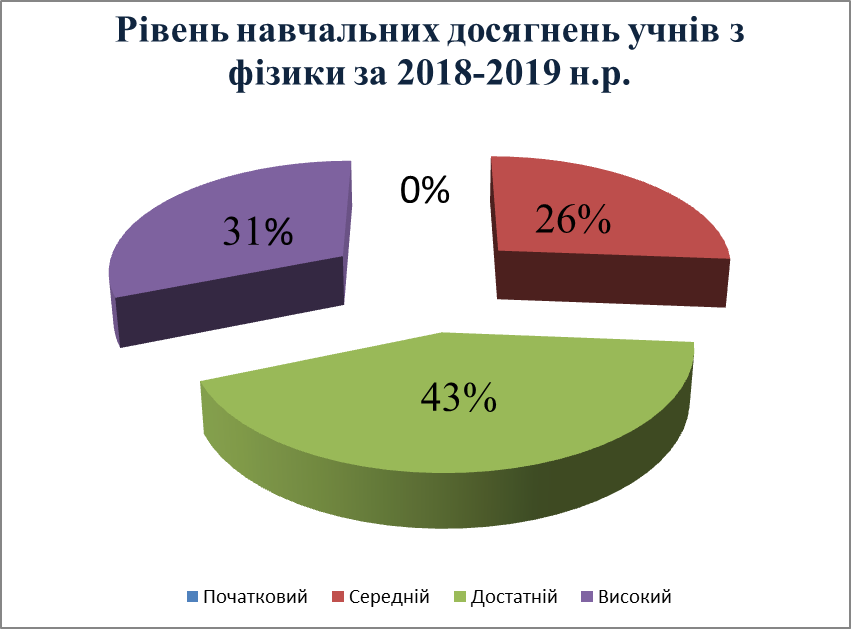 Рівень навчальних досягнень учнів з
фізики за 2018-2019 н.р.
0%
26%
31%
43%
Початковий
Середній
Достатній
Високий